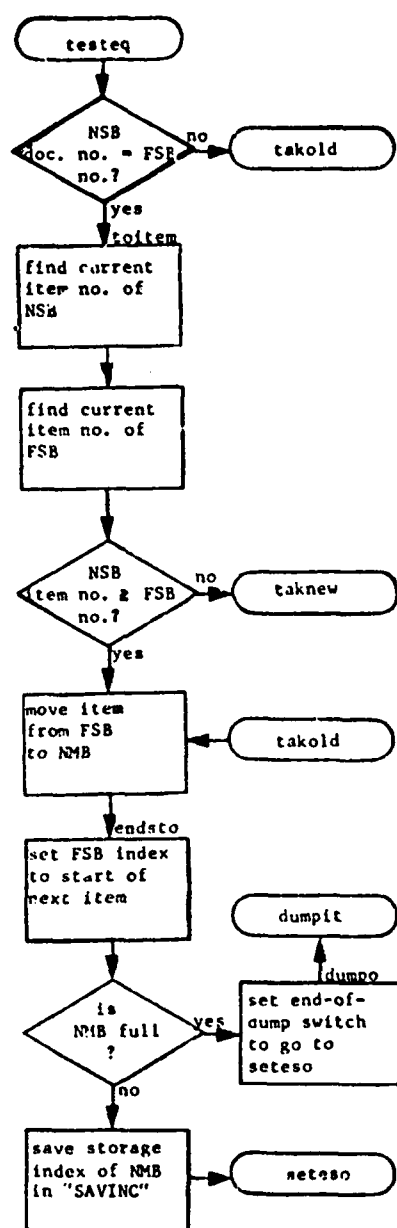 testeq
NSB
doc. no. = FSB
no.?
no
takold
yes
toitem
find current
item no. of
NSB
find current
item no. of
FSB
NSB
item no. ≥ FSB
no.?
no
taknew
yes
move item
from FSB
to NMB
takold
endsto
set FSB index
to start of
next item
dumpit
dumpo
is
NMB full
?
yes
set end-of-
dump switch
to go to
seteso
no
save storage
index of NMB
in "SAVINC"
seteso